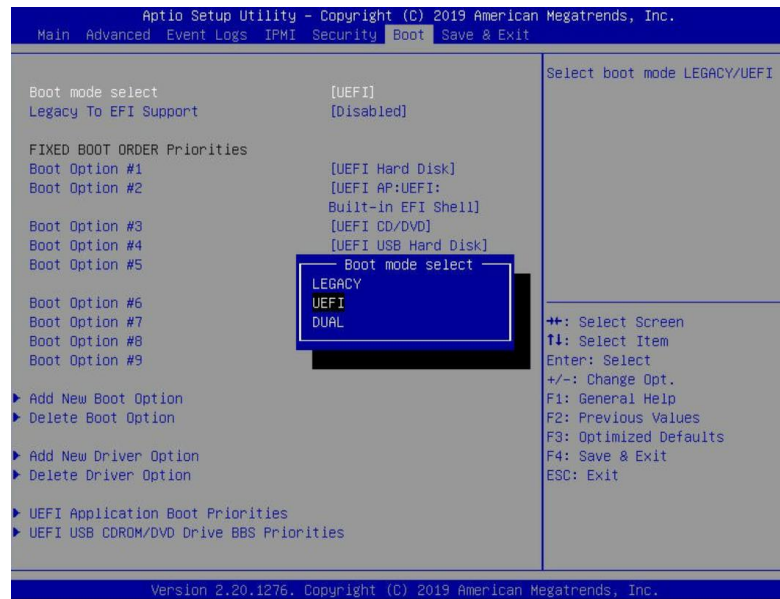 Aptio Setup Utility – Copyright (C) 2019 American Megatrends, Inc.
Main Advanced Event Logs IPMI Security Boot Save & Exit
Boot mode select [UEFI]
Legacy To EFI Support [Disabled]
FIXED BOOT ORDER Priorities
Boot Option #1 [UEFI Hard Disk]
Boot Option #2 [UEFI AP:UEFI:
Built-in EFI Shell]
Boot Option #3 [UEFI CD/DVD]
Boot Option #4 [UEFI USB Hard Disk]
Boot Option #5
Boot Option #6
Boot Option #7
Boot Option #8
Boot Option #9
Boot mode select
LEGACY
UEFI
DUAL
▶ Add New Boot Option
▶ Delete Boot Option
▶ Add New Driver Option
▶ Delete Driver Option
▶ UEFI Application Boot Priorities
▶ UEFI USB CDROM/DVD Drive BBS Priorities
Select boot mode LEGACY/UEFI
→←: Select Screen
↑↓: Select Item
Enter: Select
+/-: Change Opt.
F1: General Help
F2: Previous Values
F3: Optimized Defaults
F4: Save & Exit
ESC: Exit
Version 2.20.1276. Copyright (C) 2019 American Megatrends, Inc.